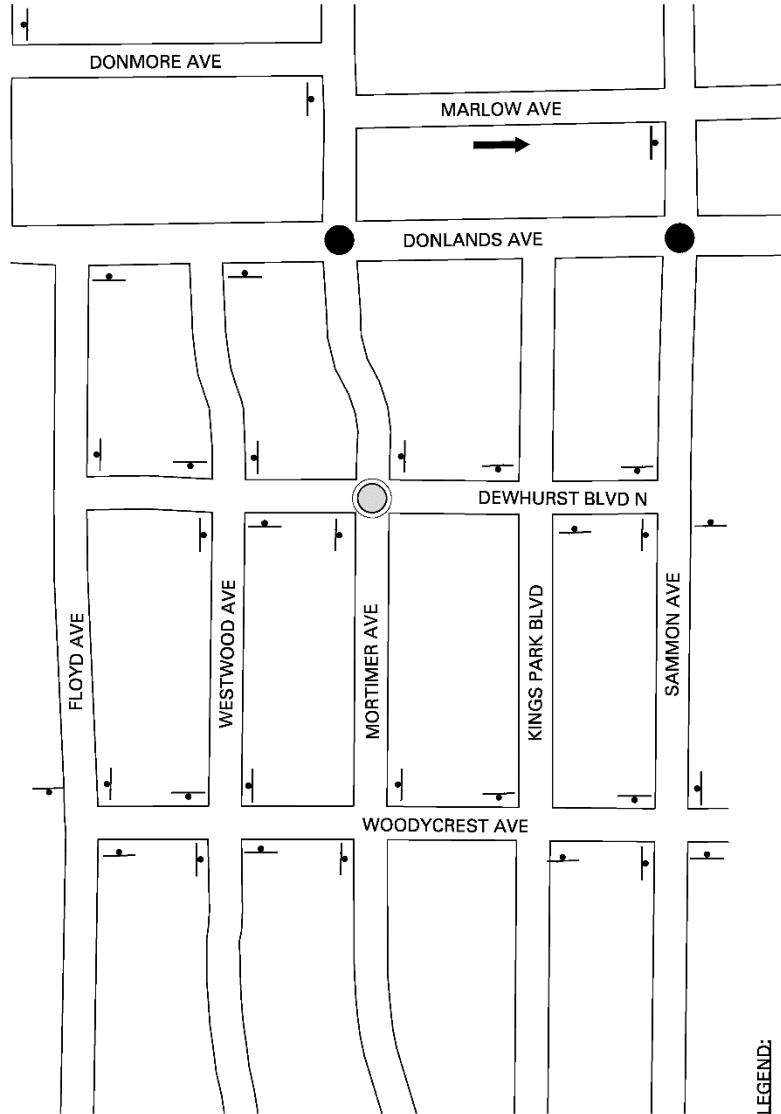 DONMORE AVE
MARLOW AVE
DONLANDS AVE
DEWHURST BLVD N
FLOYD AVE
WESTWOOD AVE
MORTIMER AVE
KINGS PARK BLVD
SAMMON AVE
WOODYCREST AVE
LEGEND: